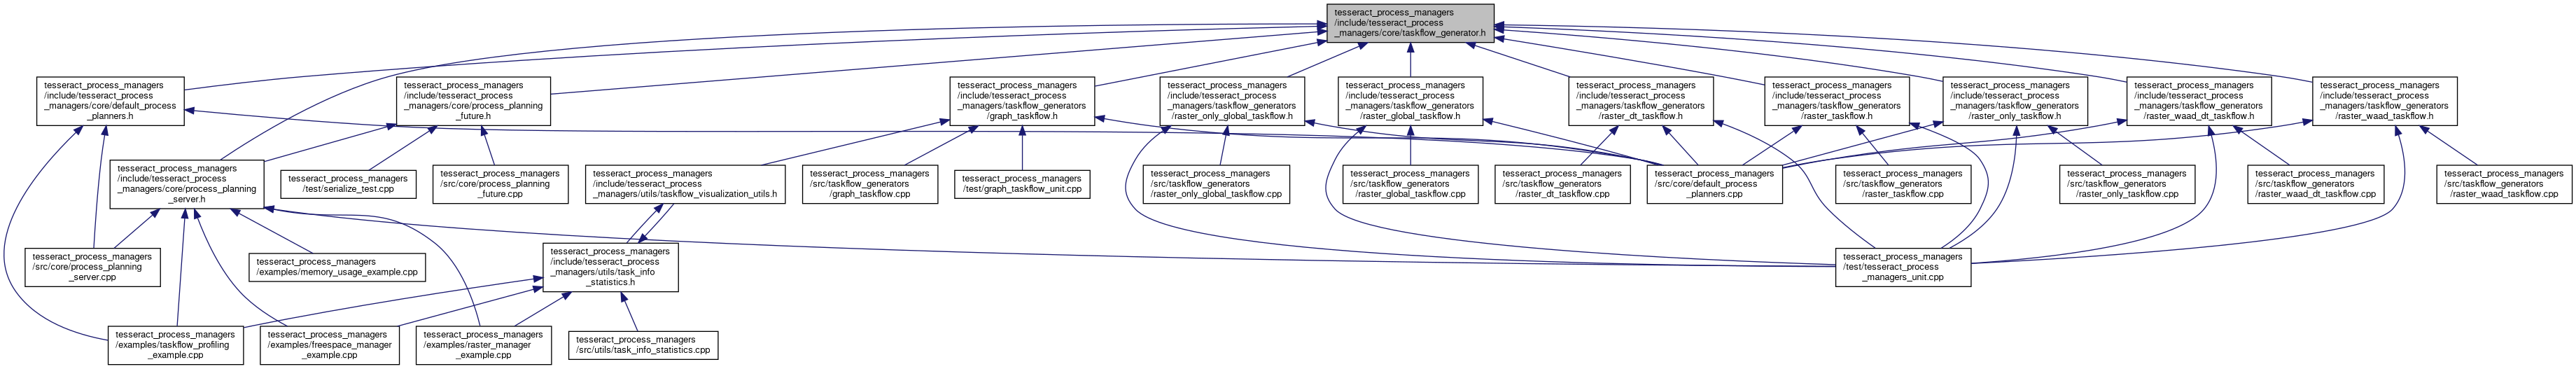 tesseract_process_managers
/include/tesseract_process
_managers/core/taskflow_generator.h
tesseract_process_managers
/include/tesseract_process
_managers/core/default_process
_planners.h
tesseract_process_managers
/include/tesseract_process
_managers/core/process_planning
_future.h
tesseract_process_managers
/include/tesseract_process
_managers/taskflow_generators
/graph_taskflow.h
tesseract_process_managers
/include/tesseract_process
_managers/taskflow_generators
/raster_only_global_taskflow.h
tesseract_process_managers
/include/tesseract_process
_managers/taskflow_generators
/raster_global_taskflow.h
tesseract_process_managers
/include/tesseract_process
_managers/taskflow_generators
/raster_dt_taskflow.h
tesseract_process_managers
/include/tesseract_process
_managers/taskflow_generators
/raster_taskflow.h
tesseract_process_managers
/include/tesseract_process
_managers/taskflow_generators
/raster_only_taskflow.h
tesseract_process_managers
/include/tesseract_process
_managers/taskflow_generators
/raster_waad_dt_taskflow.h
tesseract_process_managers
/include/tesseract_process
_managers/taskflow_generators
/raster_waad_taskflow.h
tesseract_process_managers
/include/tesseract_process
_managers/core/process_planning
_server.h
tesseract_process_managers
/test/serialize_test.cpp
tesseract_process_managers
/src/core/process_planning
_future.cpp
tesseract_process_managers
/include/tesseract_process
_managers/utils/taskflow_visualization_utils.h
tesseract_process_managers
/src/taskflow_generators
/graph_taskflow.cpp
tesseract_process_managers
/test/graph_taskflow_unit.cpp
tesseract_process_managers
/src/taskflow_generators
/raster_only_global_taskflow.cpp
tesseract_process_managers
/src/taskflow_generators
/raster_global_taskflow.cpp
tesseract_process_managers
/src/taskflow_generators
/raster_dt_taskflow.cpp
tesseract_process_managers
/src/core/default_process
_planners.cpp
tesseract_process_managers
/src/taskflow_generators
/raster_taskflow.cpp
tesseract_process_managers
/src/taskflow_generators
/raster_only_taskflow.cpp
tesseract_process_managers
/src/taskflow_generators
/raster_waad_dt_taskflow.cpp
tesseract_process_managers
/src/taskflow_generators
/raster_waad_taskflow.cpp
tesseract_process_managers
/src/core/process_planning
_server.cpp
tesseract_process_managers
/examples/memory_usage_example.cpp
tesseract_process_managers
/include/tesseract_process
_managers/utils/task_info
_statistics.h
tesseract_process_managers
/test/tesseract_process
_managers_unit.cpp
tesseract_process_managers
/examples/taskflow_profiling
_example.cpp
tesseract_process_managers
/examples/freespace_manager
_example.cpp
tesseract_process_managers
/examples/raster_manager
_example.cpp
tesseract_process_managers
/src/utils/task_info_statistics.cpp